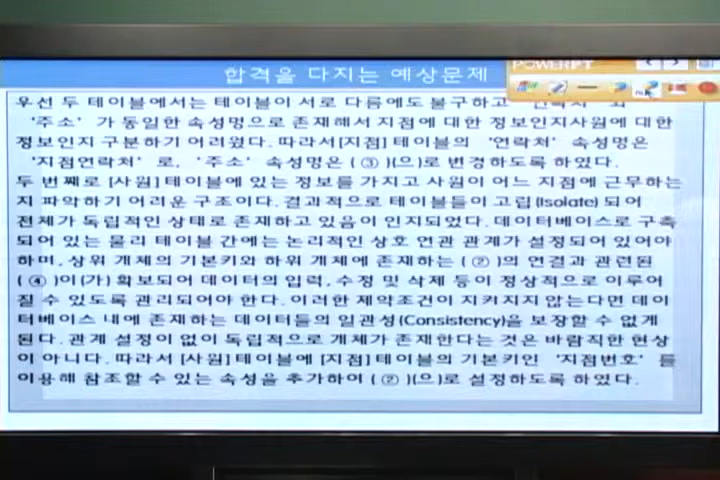 합격을 다지는 예상문제
POWERPT
우선 두 테이블에서는 테이블이 서로 다름에도 불구하고
'주소' 가 동일한 속성명으로 존재해서 지점에 대한 정보인지사원에 대한
정보인지 구분하기 어려웠다. 따라서[지점] 테이블의 '연락처' 속성명은
'지점연락처' 로, '주소' 속성명은 ( ③ )(으)로 변경하도록 하였다.
두 번째로 [사원] 테이블에 있는 정보를 가지고 사원이 어느 지점에 근무하는
지 파악하기 어려운 구조이다. 결과적으로 테이블들이 고립(Isolate) 되어
전체가 독립적인 상태로 존재하고 있음이 인지되었다. 데이터베이스로 구축
되어 있는 물리 테이블 간에는 논리적인 상호 연관 관계가 설정되어 있어야
하며, 상위 개체의 기본키와 하위 개체에 존재하는 ( ② )의 연결과 관련된
( ④ )이(가) 확보되어 데이터의 입력, 수정 및 삭제 등이 정상적으로 이루어
질 수 있도록 관리되어야 한다. 이러한 제약조건이 지켜지지 않는다면 데이
터베이스 내에 존재하는 데이터들의 일관성(Consistency)을 보장할 수 없게
된다. 관계 설정이 없이 독립적으로 개체가 존재한다는 것은 바람직한 현상
이 아니다. 따라서 [사원] 테이블에 [지점] 테이블의 기본키인 '지점번호' 를
이용해 참조할 수 있는 속성을 추가하여 ( ② )(으)로 설정하도록 하였다.